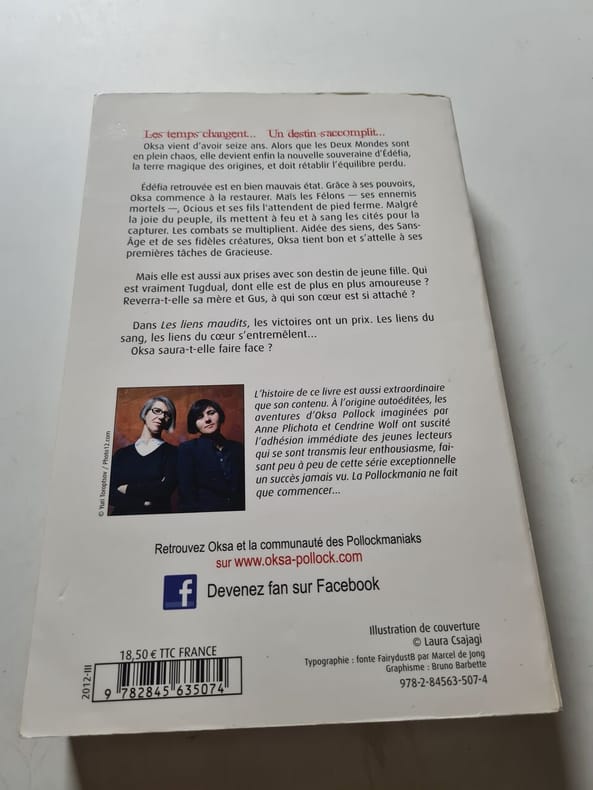 Les temps changent... Un destin s'accomplit...
Oksa vient d'avoir seize ans. Alors que les Deux Mondes sont
en plein chaos, elle devient enfin la nouvelle souveraine d'Édéfia,
la terre magique des origines, et doit rétablir l'équilibre perdu.
Édéfia retrouvée est en bien mauvais état. Grâce à ses pouvoirs,
Oksa commence à la restaurer. Mais les Félons — ses ennemis
mortels —, Ocious et ses fils l'attendent de pied ferme. Malgré
la joie du peuple, ils mettent à feu et à sang les cités pour la
capturer. Les combats se multiplient. Aidée des siens, des Sans-
Âge et de ses fidèles créatures, Oksa tient bon et s'attelle à ses
premières tâches de Gracieuse.
Mais elle est aussi aux prises avec son destin de jeune fille. Qui
est vraiment Tugdual, dont elle est de plus en plus amoureuse ?
Reverra-t-elle sa mère et Gus, à qui son cœur est si attaché ?
Dans Les liens maudits, les victoires ont un prix. Les liens du
sang, les liens du cœur s'entremêlent...
Oksa saura-t-elle faire face ?
L'histoire de ce livre est aussi extraordinaire
que son contenu. À l'origine autoéditées, les
aventures d'Oksa Pollock imaginées par
Anne Plichota et Cendrine Wolf ont suscité
l'adhésion immédiate des jeunes lecteurs
qui se sont transmis leur enthousiasme, fai-
sant peu à peu de cette série exceptionnelle
un succès jamais vu. La Pollockmania ne fait
que commencer...
© Yuri Torophov / Photo12.com
Retrouvez Oksa et la communauté des Pollockmaniaks
sur www.oksa-pollock.com
f Devenez fan sur Facebook
Illustration de couverture
© Laura Csajagi
Typographie : fonte FairydustB par Marcel de Jong
Graphisme : Bruno Barbette
978-2-84563-507-4
18,50 € TTC FRANCE
2012-III
9 782845 635074